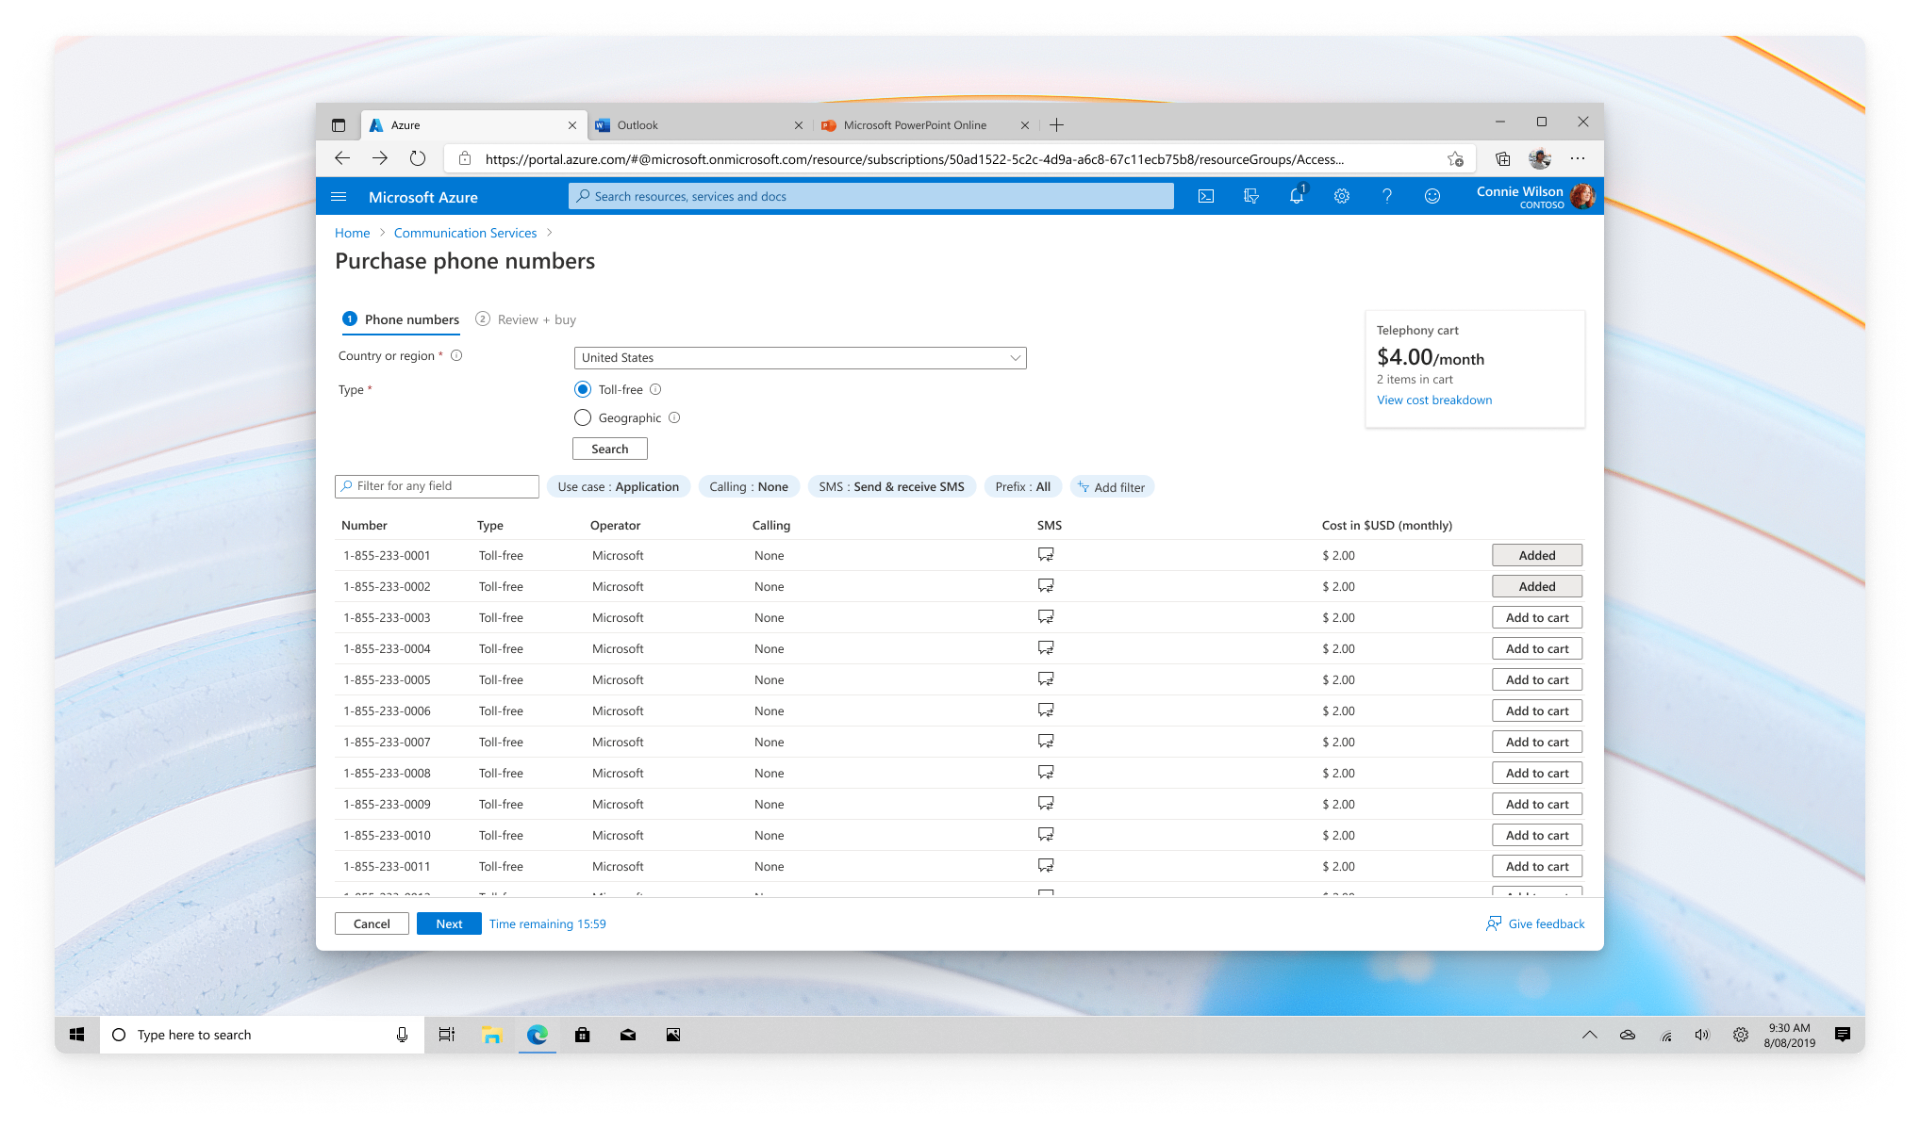 Azure
Outlook
Microsoft PowerPoint Online
https://portal.azure.com/#@microsoft.onmicrosoft.com/resource/subscriptions/50ad1522-5c2c-4d9a-a6c8-67c11ecb75b8/resourceGroups/Access...
Microsoft Azure
Search resources, services and docs
1
Connie Wilson
CONTOSO
Home > Communication Services >
Purchase phone numbers
1 Phone numbers
2 Review + buy
Telephony cart
$4.00/month
2 items in cart
View cost breakdown
Country or region *
United States
Type *
Toll-free
Geographic
Search
Filter for any field
Use case : Application
Calling : None
SMS : Send & receive SMS
Prefix : All
Add filter
Number Type Operator Calling SMS Cost in $USD (monthly)
1-855-233-0001 Toll-free Microsoft None $ 2.00 Added
1-855-233-0002 Toll-free Microsoft None $ 2.00 Added
1-855-233-0003 Toll-free Microsoft None $ 2.00 Add to cart
1-855-233-0004 Toll-free Microsoft None $ 2.00 Add to cart
1-855-233-0005 Toll-free Microsoft None $ 2.00 Add to cart
1-855-233-0006 Toll-free Microsoft None $ 2.00 Add to cart
1-855-233-0007 Toll-free Microsoft None $ 2.00 Add to cart
1-855-233-0008 Toll-free Microsoft None $ 2.00 Add to cart
1-855-233-0009 Toll-free Microsoft None $ 2.00 Add to cart
1-855-233-0010 Toll-free Microsoft None $ 2.00 Add to cart
1-855-233-0011 Toll-free Microsoft None $ 2.00 Add to cart
Cancel
Next
Time remaining 15:59
Give feedback
Type here to search
9:30 AM
8/08/2019